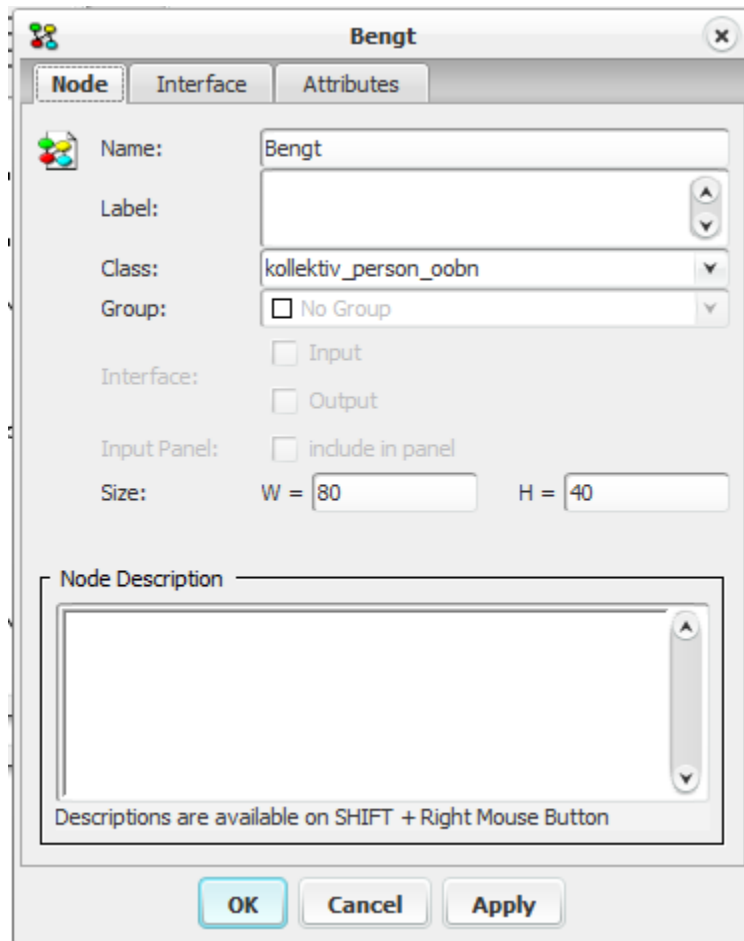 Bengt
Node Interface Attributes
Name: Bengt
Label:
Class: kollektiv_person_oobn
Group: No Group
Interface: Input
Output
Input Panel: include in panel
Size: W = 80 H = 40
Node Description
Descriptions are available on SHIFT + Right Mouse Button
OK Cancel Apply